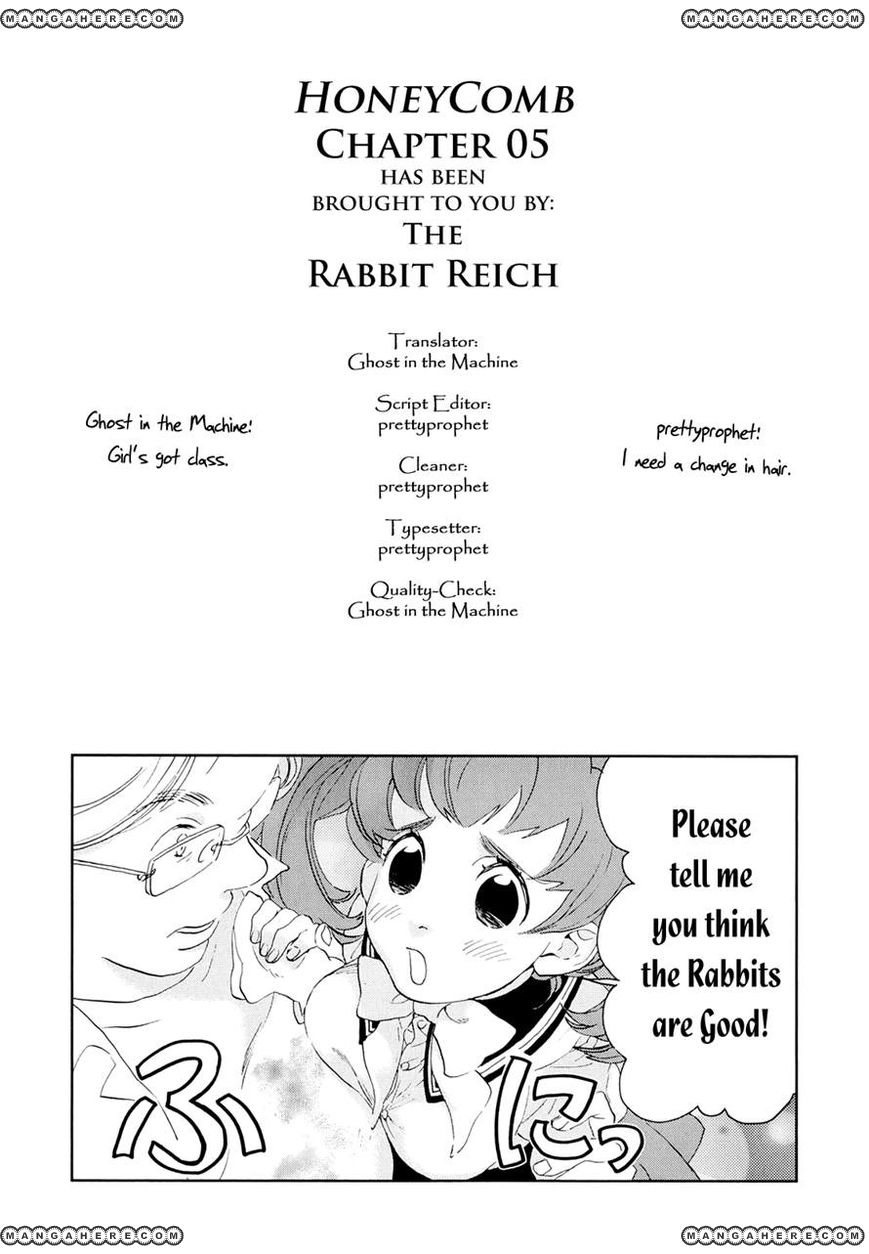 MANGAHERE.COM
MANGAHERE.COM
HONEYCOMB
CHAPTER 05
HAS BEEN
BROUGHT TO YOU BY:
THE
RABBIT REICH
Translator:
Ghost in the Machine
Script Editor:
prettyprophet
Ghost in the Machine!
Girl's got class.
prettyprophet!
I need a change in hair.
Cleaner:
prettyprophet
Typesetter:
prettyprophet
Quality-Check:
Ghost in the Machine
Please
tell me
you think
the Rabbits
are Good!
ふにっ
MANGAHERE.COM
MANGAHERE.COM